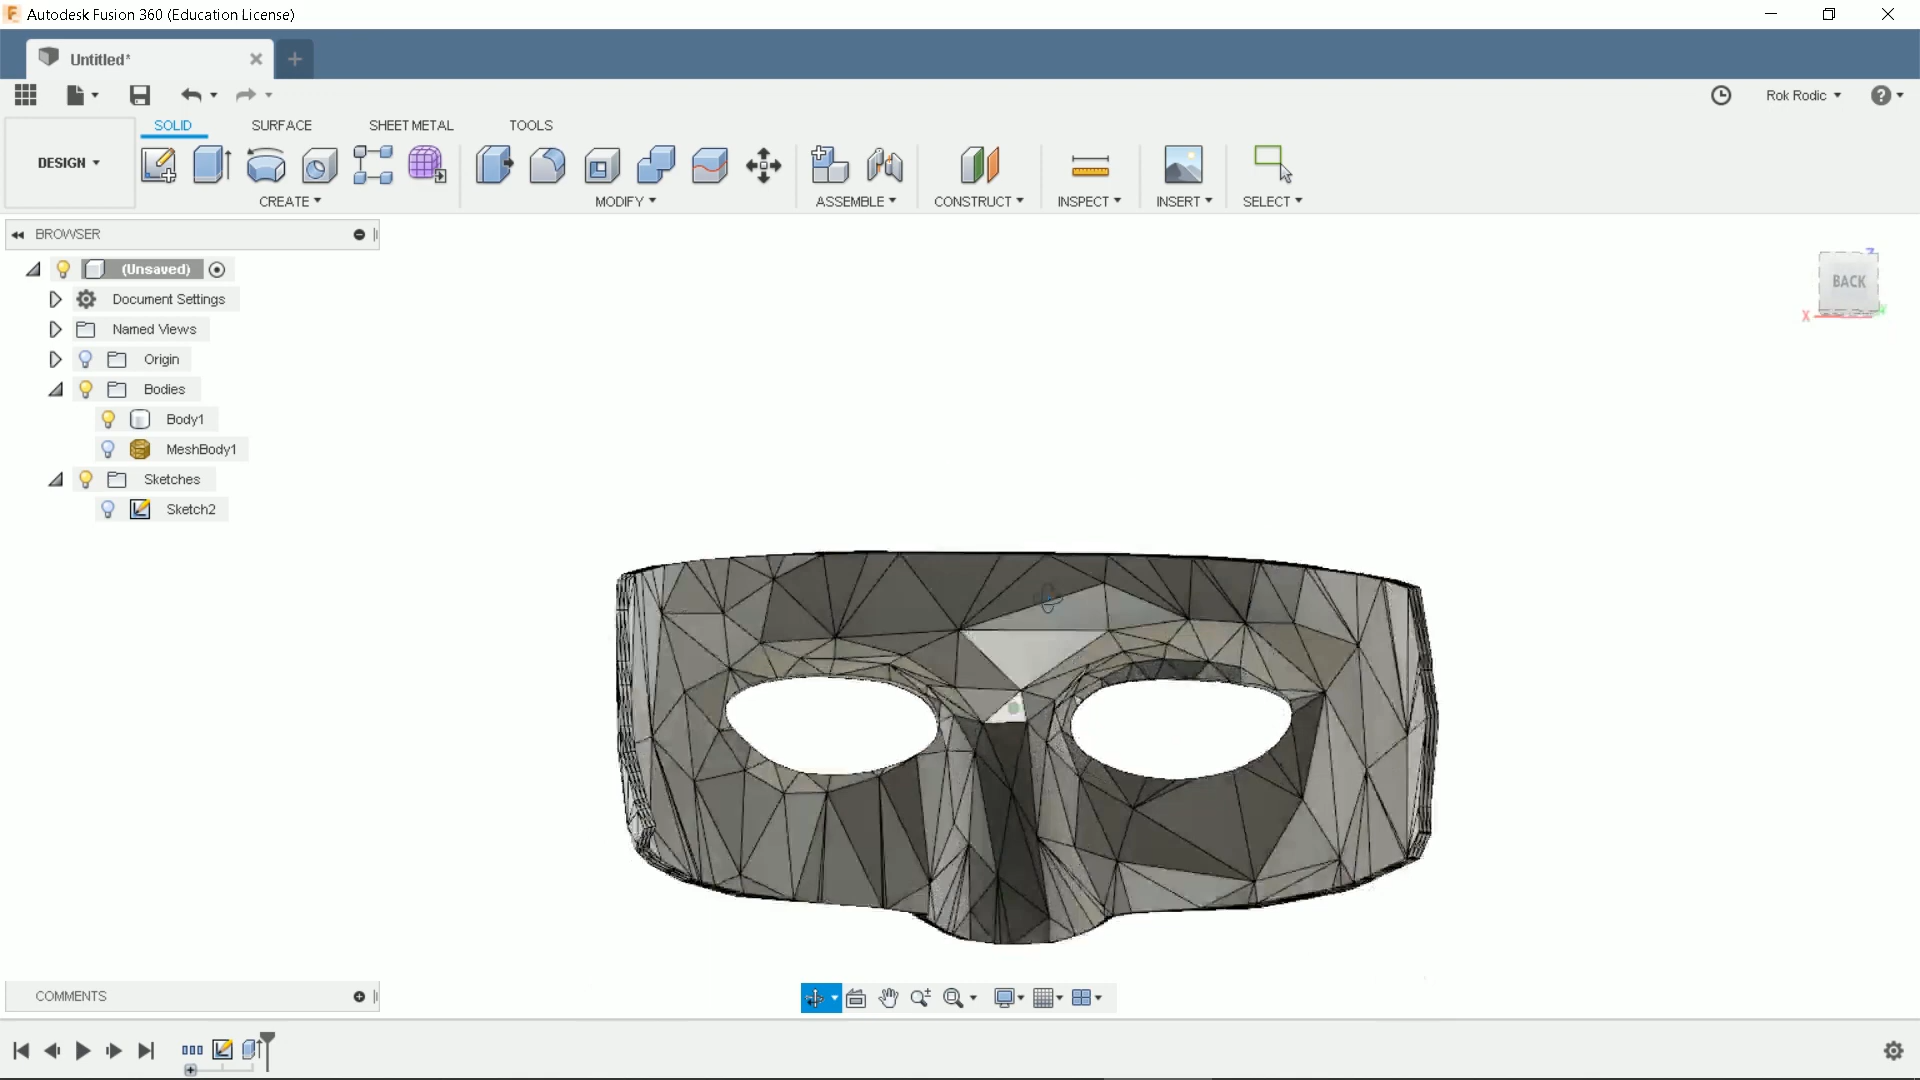 Autodesk Fusion 360 (Education License)
Untitled*
Rok Rodic
DESIGN
SOLID SURFACE SHEET METAL TOOLS
CREATE MODIFY ASSEMBLE CONSTRUCT INSPECT INSERT SELECT
BROWSER
(Unsaved)
Document Settings
Named Views
Origin
Bodies
Body1
MeshBody1
Sketches
Sketch2
Z
BACK
X
COMMENTS